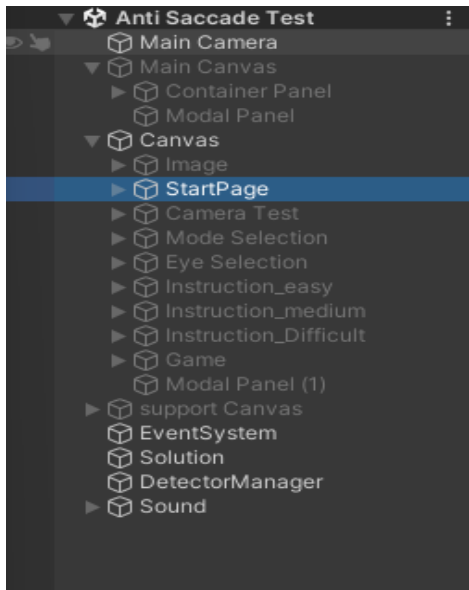 Anti Saccade Test
Main Camera
Main Canvas
Container Panel
Modal Panel
Canvas
Image
StartPage
Camera Test
Mode Selection
Eye Selection
Instruction_easy
Instruction_medium
Instruction_Difficult
Game
Modal Panel (1)
support Canvas
EventSystem
Solution
DetectorManager
Sound